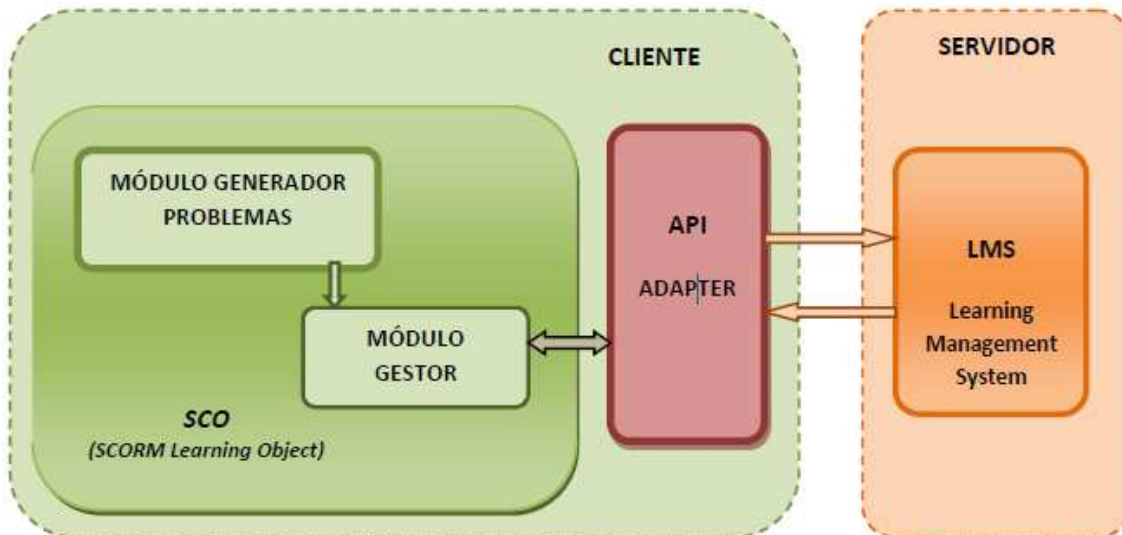 CLIENTE
SERVIDOR
MÓDULO GENERADOR
PROBLEMAS
MÓDULO
GESTOR
SCO
(SCORM Learning Object)
API
ADAPTER
LMS
Learning
Management
System